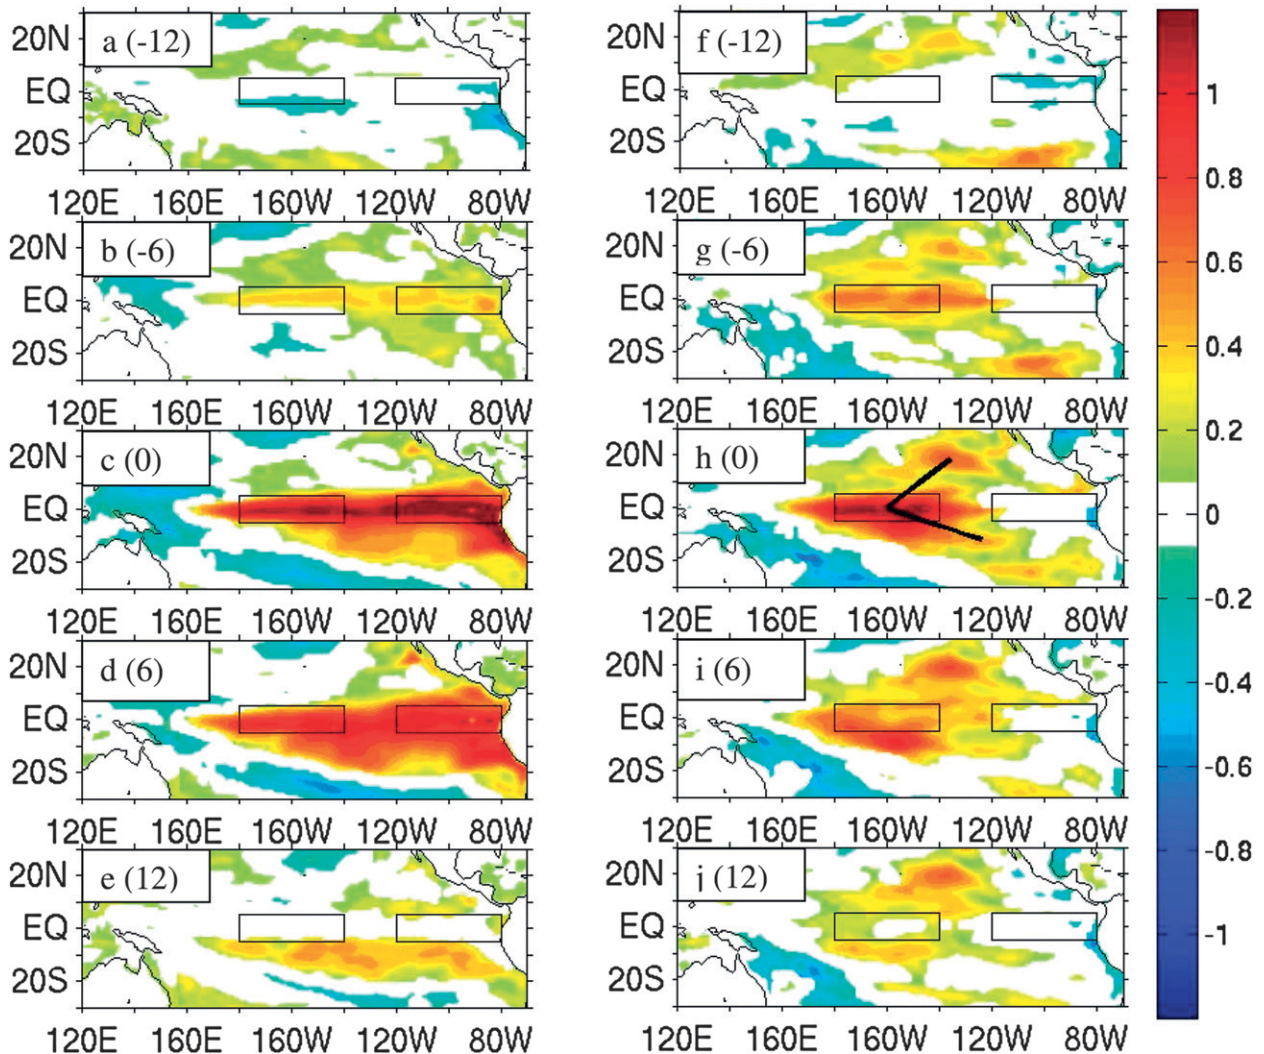 20N
EQ
20S
a (-12)
120E 160E 160W 120W 80W
20N
EQ
20S
b (-6)
120E 160E 160W 120W 80W
20N
EQ
20S
c (0)
120E 160E 160W 120W 80W
20N
EQ
20S
d (6)
120E 160E 160W 120W 80W
20N
EQ
20S
e (12)
120E 160E 160W 120W 80W
20N
EQ
20S
f (-12)
120E 160E 160W 120W 80W
20N
EQ
20S
g (-6)
120E 160E 160W 120W 80W
20N
EQ
20S
h (0)
120E 160E 160W 120W 80W
20N
EQ
20S
i (6)
120E 160E 160W 120W 80W
20N
EQ
20S
j (12)
120E 160E 160W 120W 80W
1
0.8
0.6
0.4
0.2
0
-0.2
-0.4
-0.6
-0.8
-1